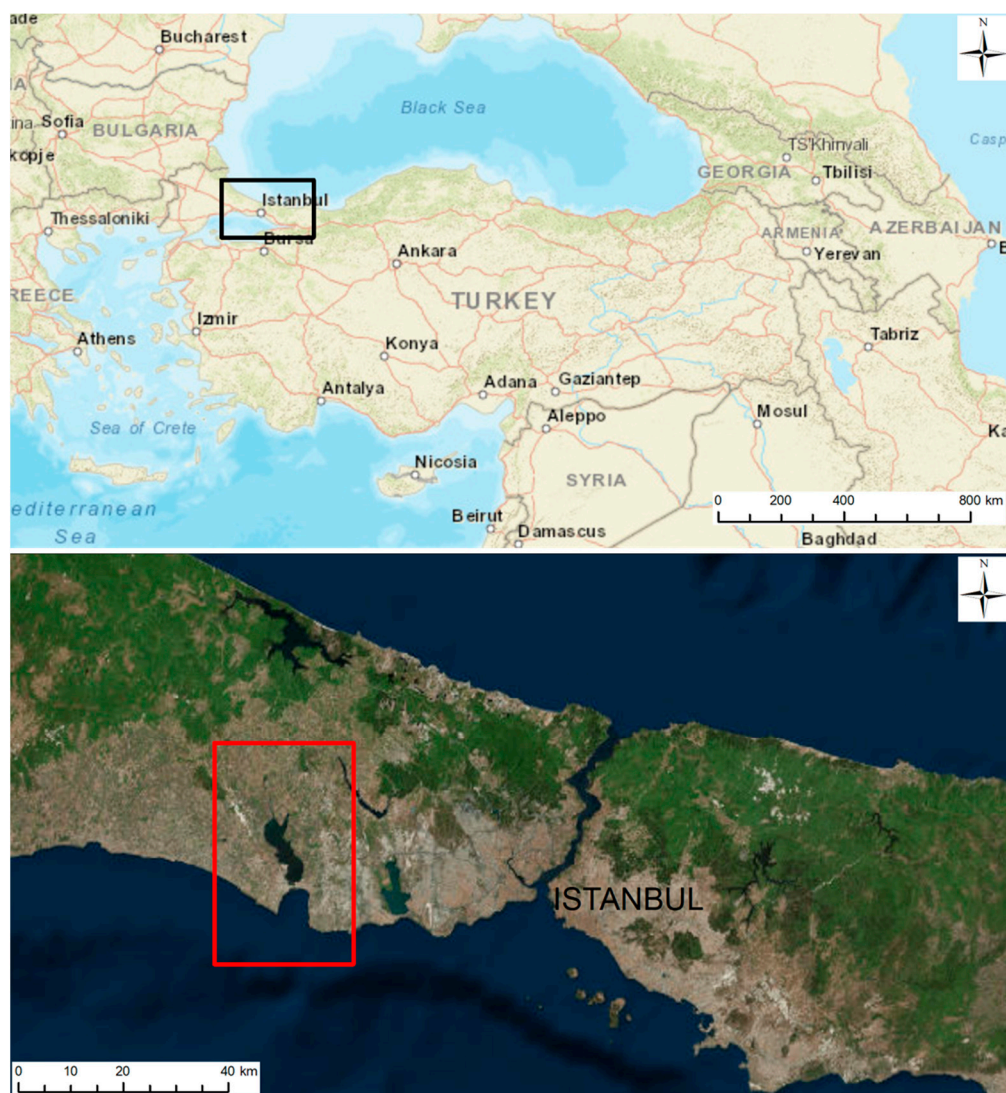 ade
Bucharest
N
Black Sea
IA
ina Sofia
BULGARIA
TS'Khinvali
Casp
kopje
GEORGIA
Tbilisi
Istanbul
Thessaloniki
ARMENIA
AZERBAIJAN
Bursa
Ankara
Yerevan
B
REECE
TURKEY
Izmir
Athens
Konya
Tabriz
Antalya
Adana
Gaziantep
Sea of Crete
Aleppo
Mosul
Ka
Nicosia
SYRIA
editerranean
Sea
Beirut
Damascus
0 200 400 800 km
Baghdad
N
ISTANBUL
0 10 20 40 km